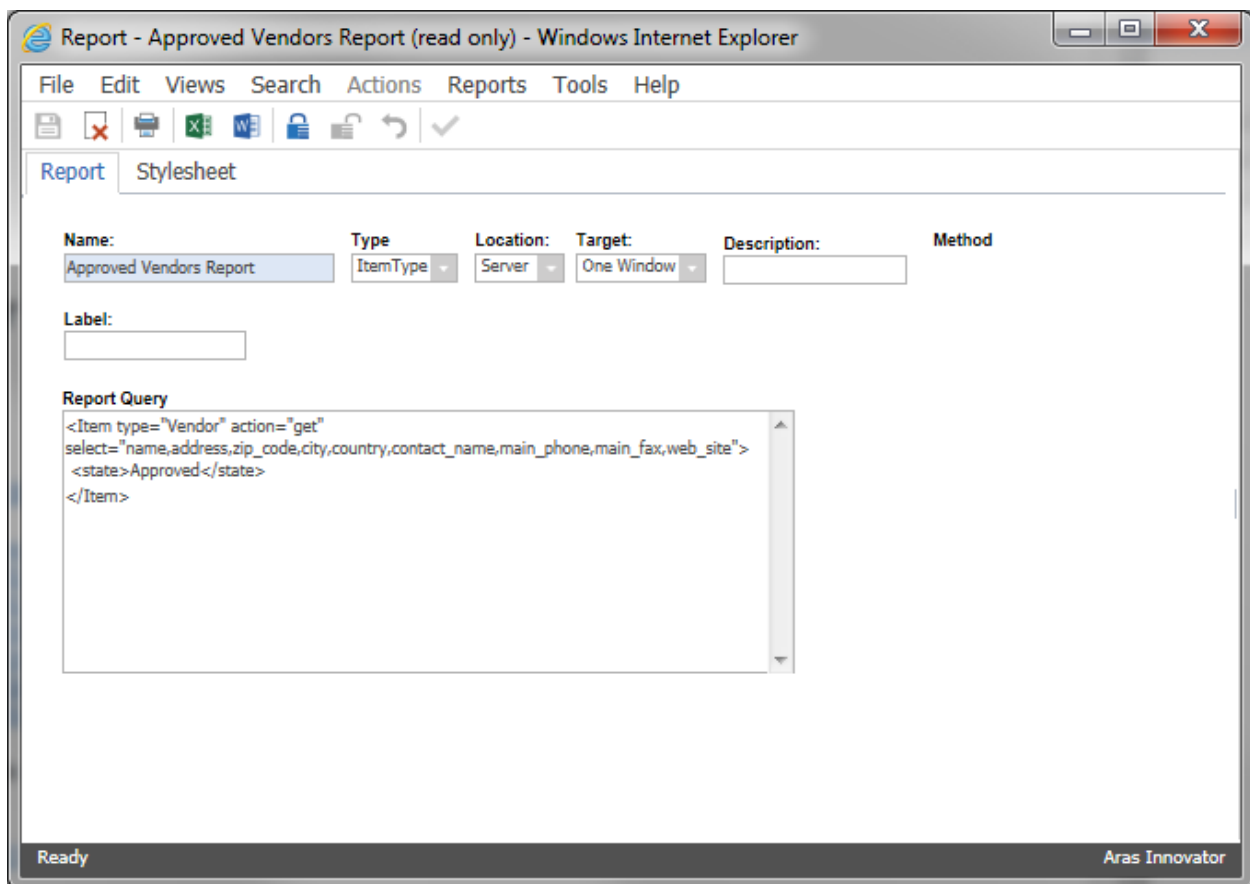 Report - Approved Vendors Report (read only) - Windows Internet Explorer
File Edit Views Search Actions Reports Tools Help
Report Stylesheet
Name: Type Location: Target: Description: Method
Approved Vendors Report ItemType Server One Window
Label:
Report Query
<Item type="Vendor" action="get"
select="name,address,zip_code,city,country,contact_name,main_phone,main_fax,web_site">
<state>Approved</state>
</Item>
Ready Aras Innovator